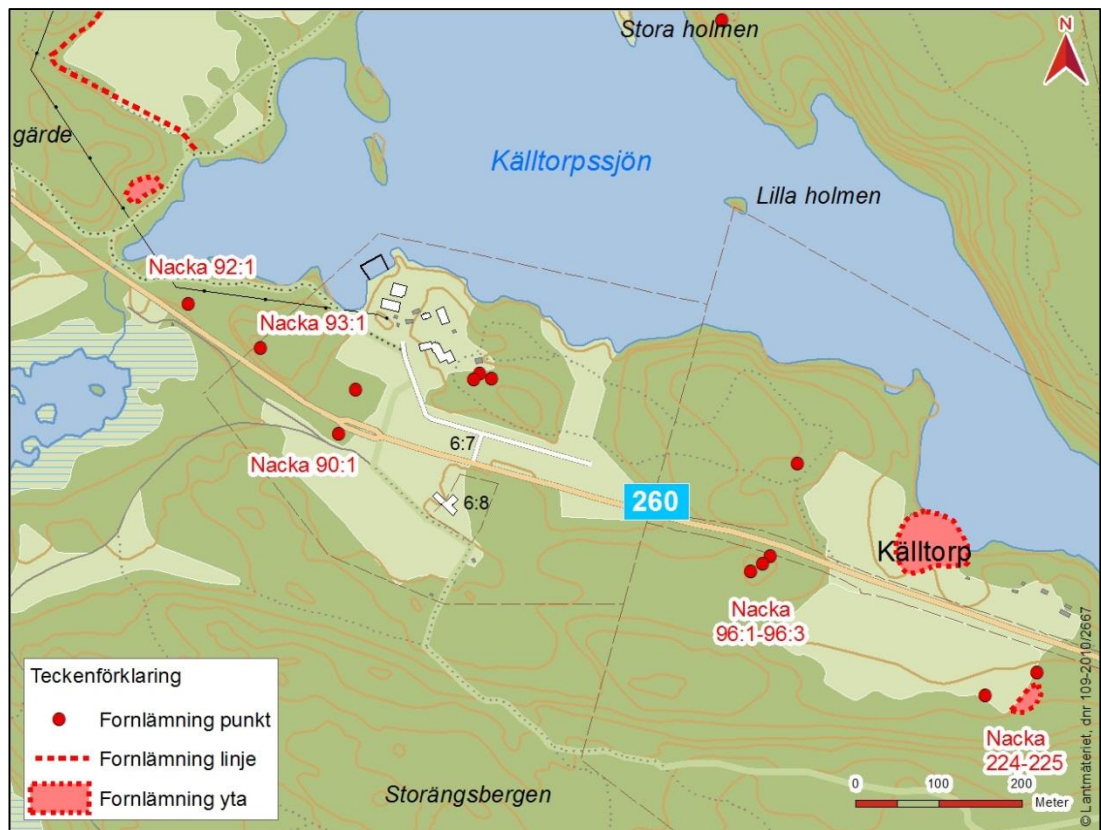 Stora holmen
N
gärde
Källtorpssjön
Lilla holmen
Nacka 92:1
Nacka 93:1
6:7
Nacka 90:1
6:8
260
Källtorp
Nacka
96:1-96:3
Nacka
224-225
Storängsbergen
Teckenförklaring
Fornlämning punkt
Fornlämning linje
Fornlämning yta
0 100 200
Meter
© Lantmäteriet, dnr 109-2010/2667